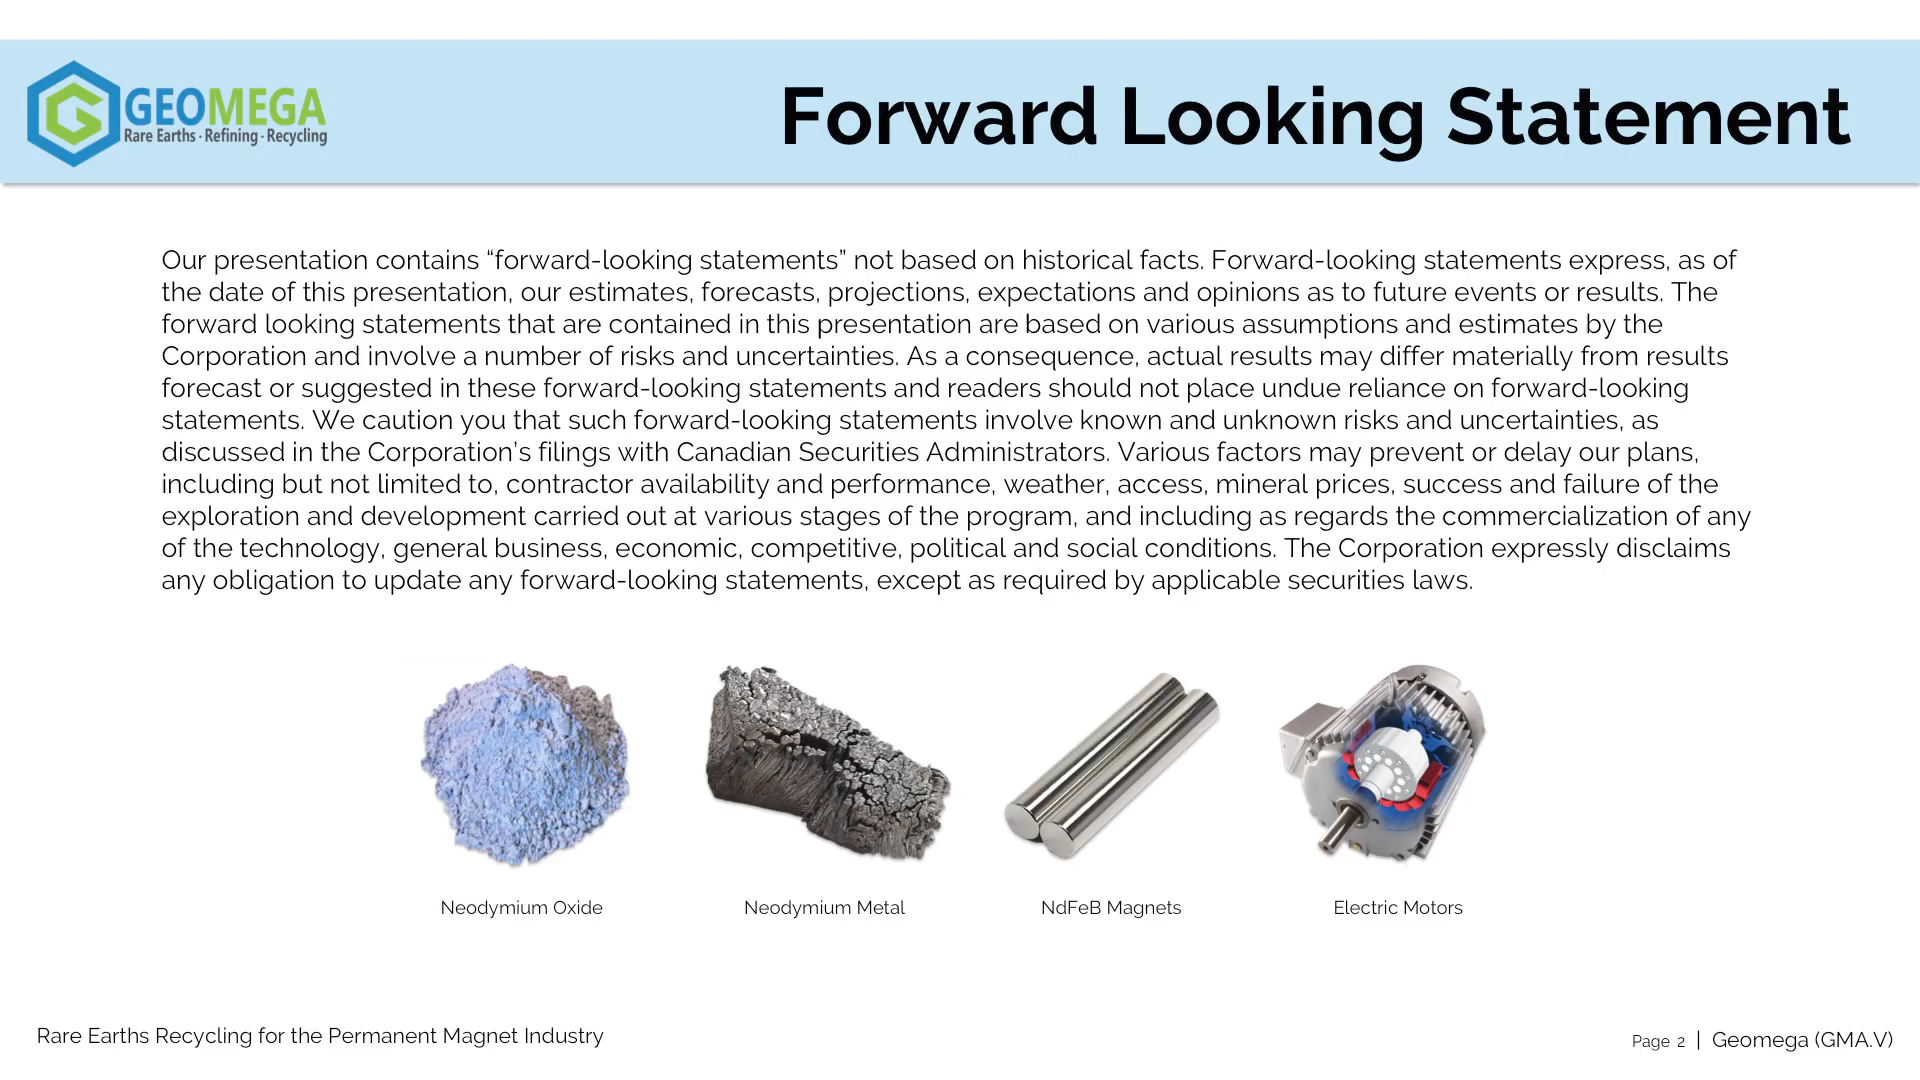 GEOMEGA
Rare Earths · Refining · Recycling
Forward Looking Statement
Our presentation contains “forward-looking statements” not based on historical facts. Forward-looking statements express, as of
the date of this presentation, our estimates, forecasts, projections, expectations and opinions as to future events or results. The
forward looking statements that are contained in this presentation are based on various assumptions and estimates by the
Corporation and involve a number of risks and uncertainties. As a consequence, actual results may differ materially from results
forecast or suggested in these forward-looking statements and readers should not place undue reliance on forward-looking
statements. We caution you that such forward-looking statements involve known and unknown risks and uncertainties, as
discussed in the Corporation’s filings with Canadian Securities Administrators. Various factors may prevent or delay our plans,
including but not limited to, contractor availability and performance, weather, access, mineral prices, success and failure of the
exploration and development carried out at various stages of the program, and including as regards the commercialization of any
of the technology, general business, economic, competitive, political and social conditions. The Corporation expressly disclaims
any obligation to update any forward-looking statements, except as required by applicable securities laws.
Neodymium Oxide
Neodymium Metal
NdFeB Magnets
Electric Motors
Rare Earths Recycling for the Permanent Magnet Industry
Page 2 | Geomega (GMA.V)